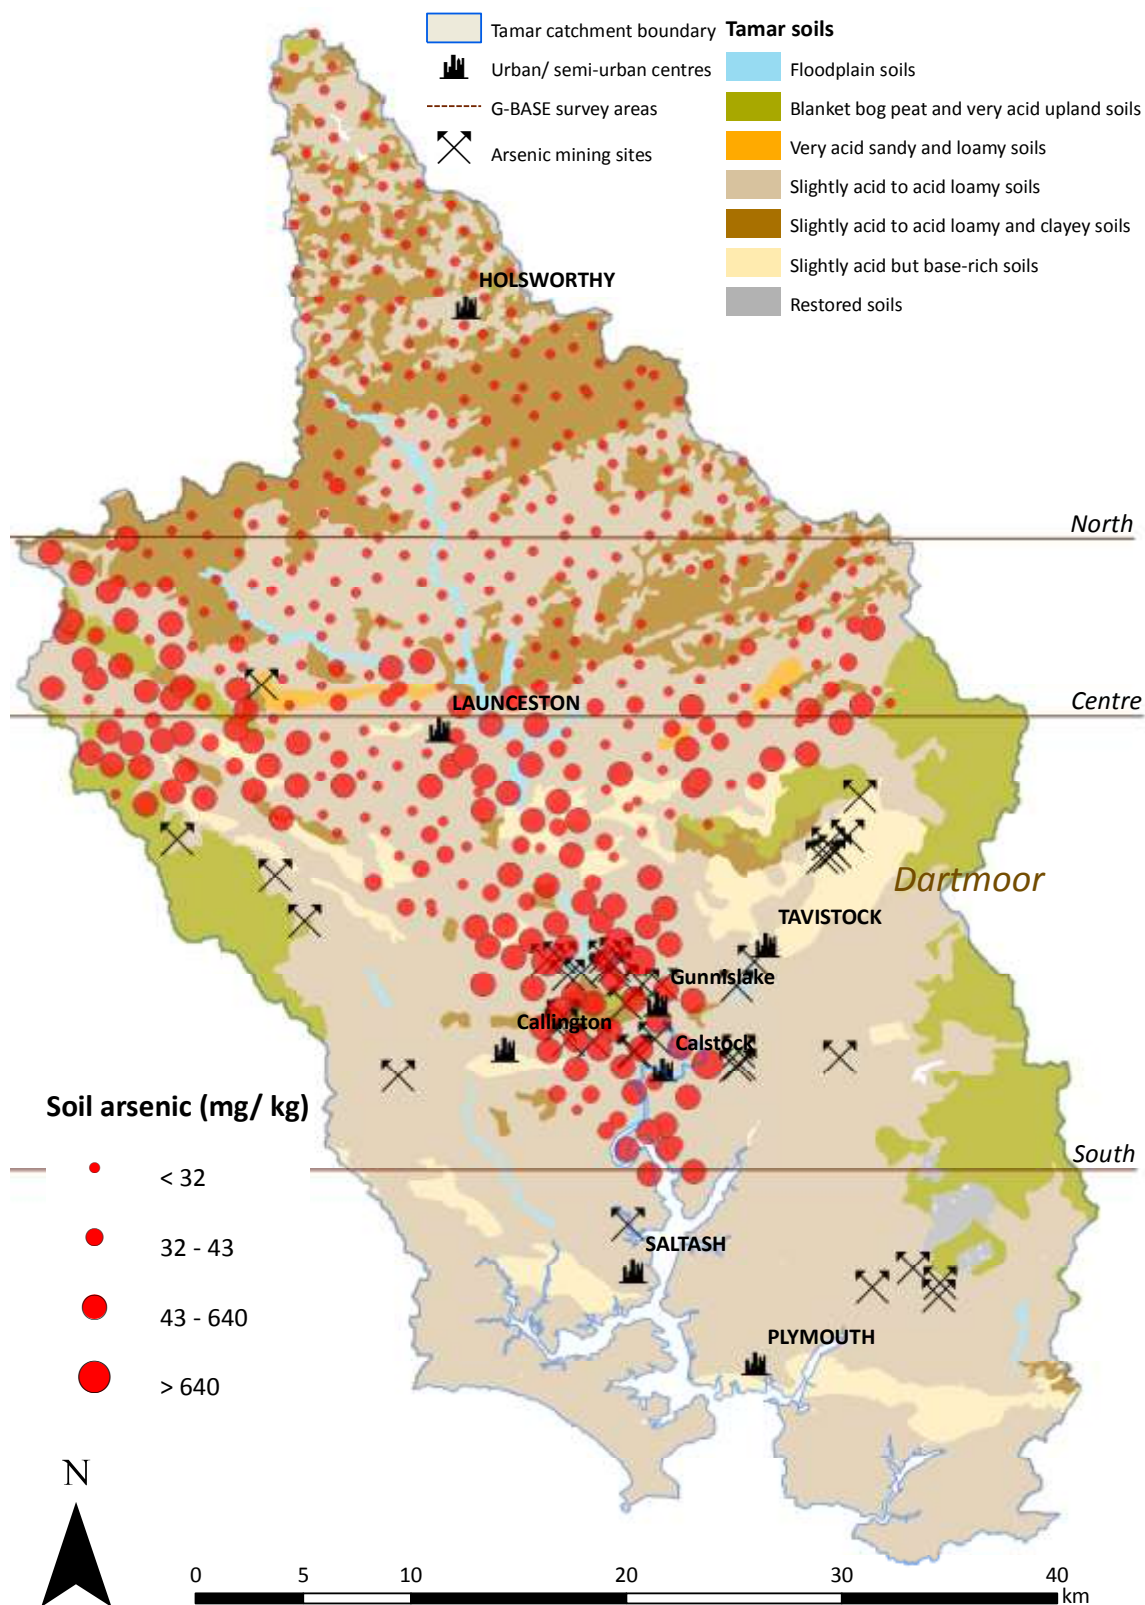 Tamar catchment boundary
Urban/ semi-urban centres
G-BASE survey areas
Arsenic mining sites
Tamar soils
Floodplain soils
Blanket bog peat and very acid upland soils
Very acid sandy and loamy soils
Slightly acid to acid loamy soils
Slightly acid to acid loamy and clayey soils
Slightly acid but base-rich soils
Restored soils
HOLSWORTHY
North
LAUNCESTON
Centre
Dartmoor
TAVISTOCK
Gunnislake
Callington
Calstock
Soil arsenic (mg/ kg)
< 32
32 - 43
43 - 640
> 640
South
SALTASH
PLYMOUTH
N
0 5 10 20 30 40
km